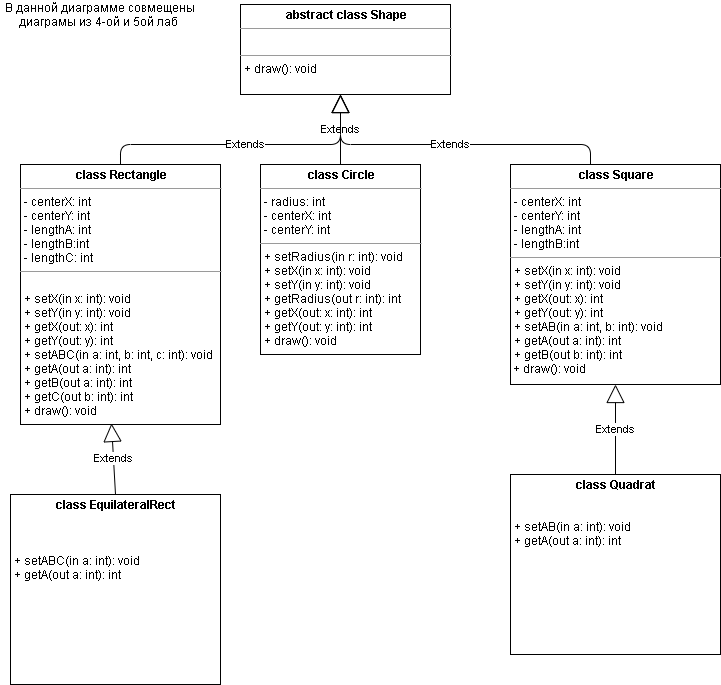 В данной диаграмме совмещены
диаграмы из 4-ой и 5ой лаб
abstract class Shape
+ draw(): void
Extends
Extends
Extends
class Rectangle
- centerX: int
- centerY: int
- lengthA: int
- lengthB:int
- lengthC: int
+ setX(in x: int): void
+ setY(in y: int): void
+ getX(out: x): int
+ getY(out: y): int
+ setABC(in a: int, b: int, c: int): void
+ getA(out a: int): int
+ getB(out a: int): int
+ getC(out b: int): int
+ draw(): void
class Circle
- radius: int
- centerX: int
- centerY: int
+ setRadius(in r: int): void
+ setX(in x: int): void
+ setY(in y: int): void
+ getRadius(out r: int): int
+ getX(out: x: int): int
+ getY(out: y: int): int
+ draw(): void
class Square
- centerX: int
- centerY: int
- lengthA: int
- lengthB:int
+ setX(in x: int): void
+ setY(in y: int): void
+ getX(out: x): int
+ getY(out: y): int
+ setAB(in a: int, b: int): void
+ getA(out a: int): int
+ getB(out b: int): int
+ draw(): void
Extends
Extends
class EquilateralRect
+ setABC(in a: int): void
+ getA(out a: int): int
class Quadrat
+ setAB(in a: int): void
+ getA(out a: int): int